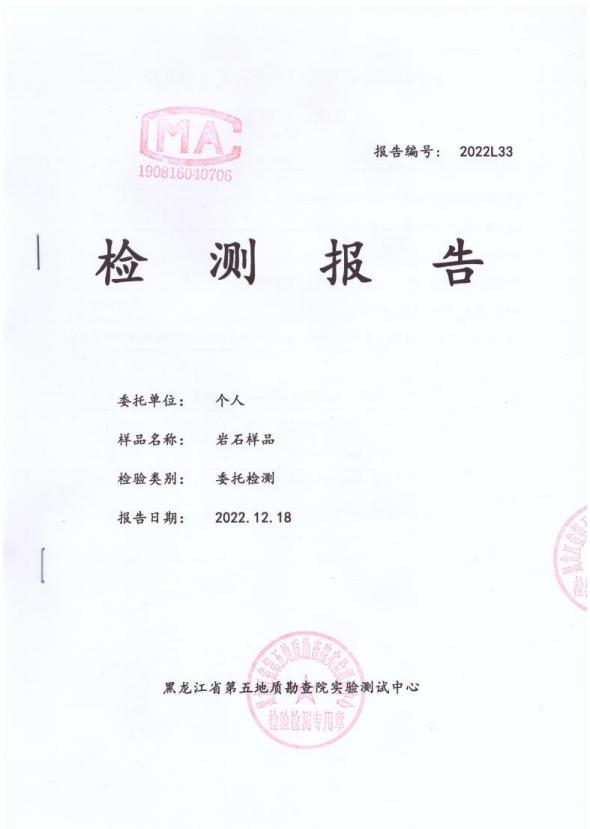 CMA
190816040706
报告编号： 2022L33
检 测 报 告
委托单位： 个人
样品名称： 岩石样品
检验类别： 委托检测
报告日期： 2022.12.18
黑龙江省第五地质勘查院实验测试中心
检验检测专用章